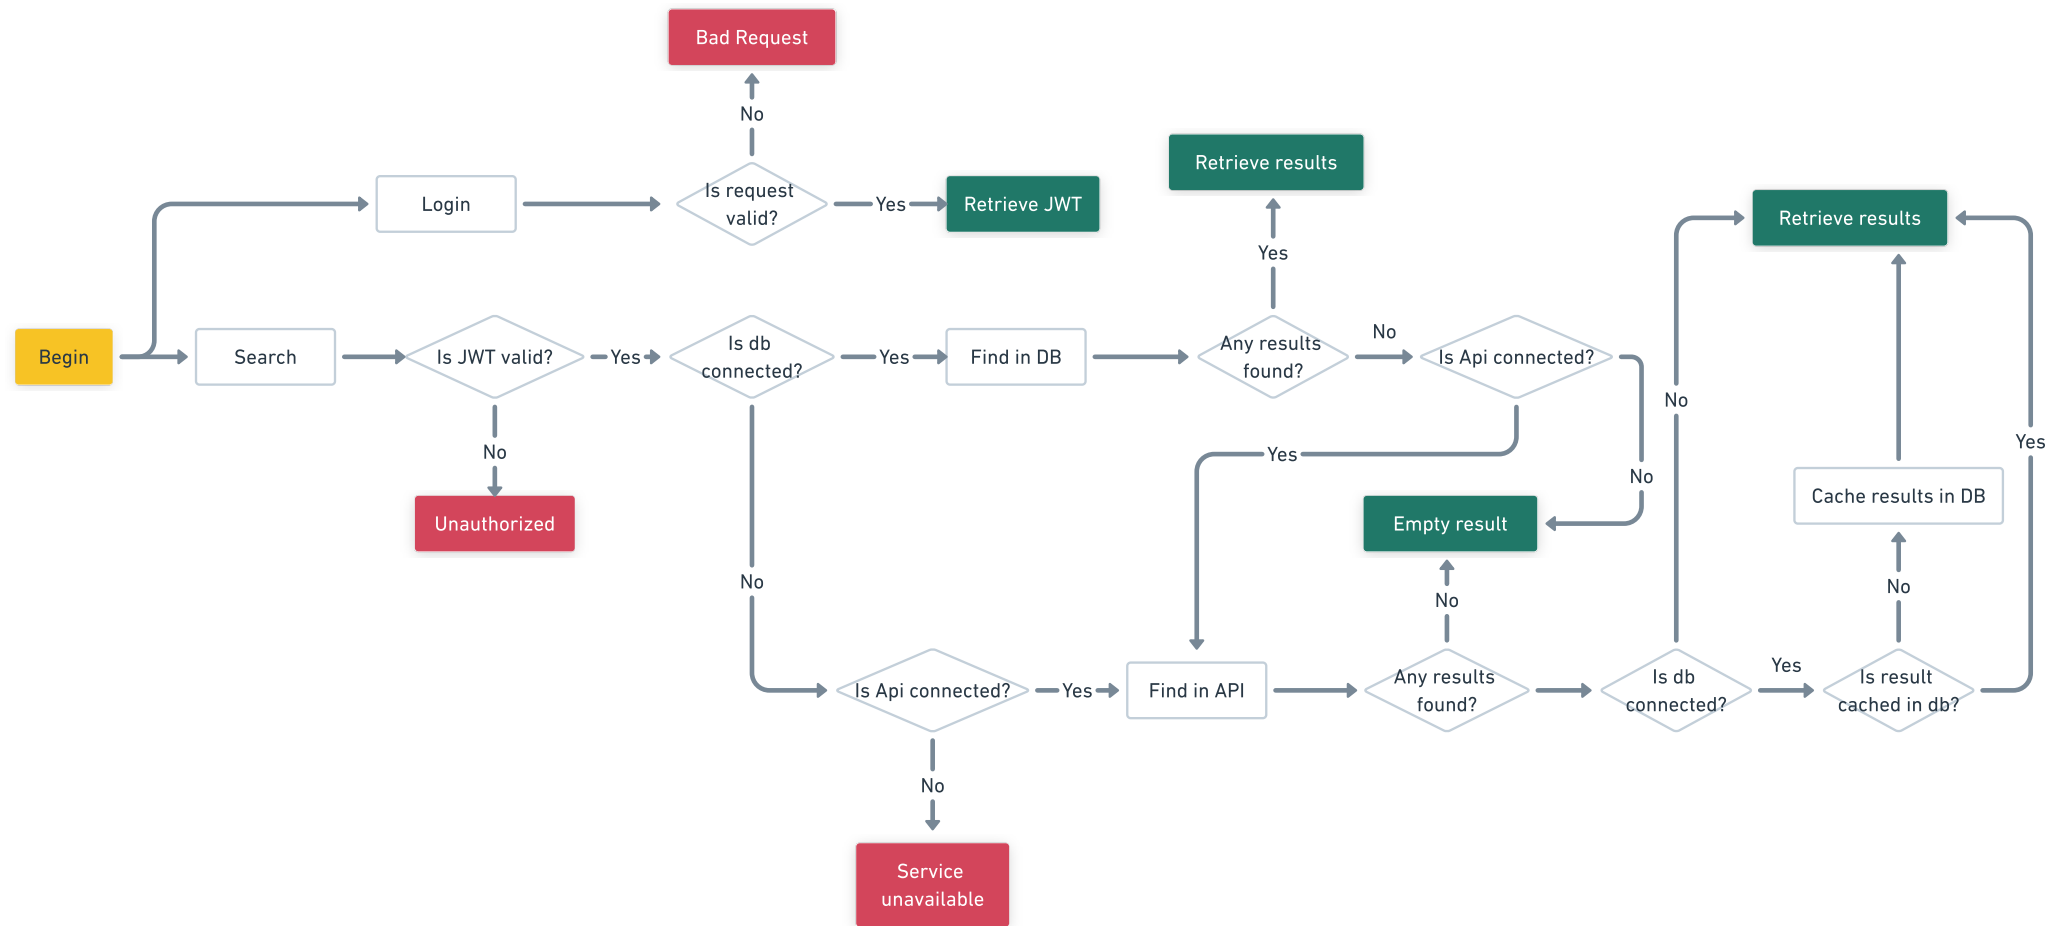 Bad Request
No
Login
Is request
valid?
Yes
Retrieve JWT
Retrieve results
Yes
Retrieve results
Begin
Search
Is JWT valid?
Yes
Is db
connected?
Yes
Find in DB
Any results
found?
No
Is Api connected?
No
Yes
No
Unauthorized
Yes
No
Empty result
Cache results in DB
No
No
No
Is Api connected?
Yes
Find in API
Any results
found?
Is db
connected?
Yes
Is result
cached in db?
No
Service
unavailable